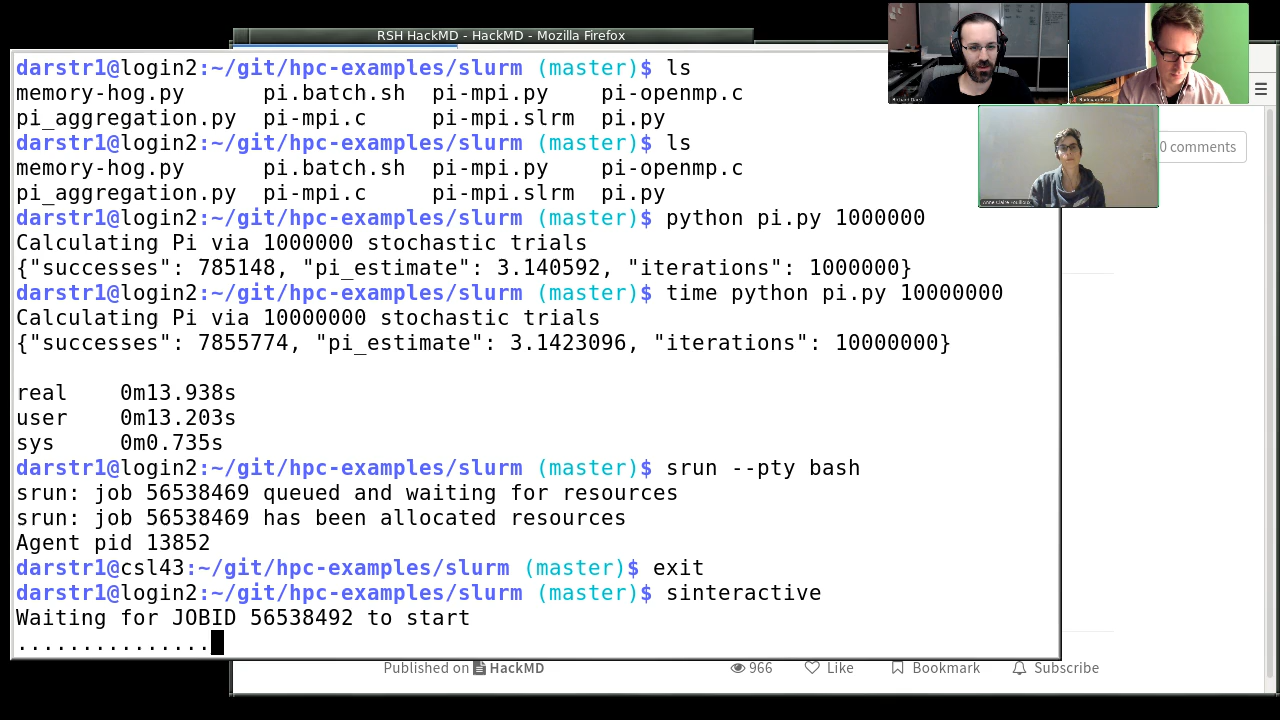 RSH HackMD - HackMD - Mozilla Firefox
darstr1@login2:~/git/hpc-examples/slurm (master)$ ls
memory-hog.py      pi.batch.sh  pi-mpi.py    pi-openmp.c
pi_aggregation.py  pi-mpi.c     pi-mpi.slrm  pi.py
darstr1@login2:~/git/hpc-examples/slurm (master)$ ls
memory-hog.py      pi.batch.sh  pi-mpi.py    pi-openmp.c
pi_aggregation.py  pi-mpi.c     pi-mpi.slrm  pi.py
darstr1@login2:~/git/hpc-examples/slurm (master)$ python pi.py 1000000
Calculating Pi via 1000000 stochastic trials
{"successes": 785148, "pi_estimate": 3.140592, "iterations": 1000000}
darstr1@login2:~/git/hpc-examples/slurm (master)$ time python pi.py 10000000
Calculating Pi via 10000000 stochastic trials
{"successes": 7855774, "pi_estimate": 3.1423096, "iterations": 10000000}
real    0m13.938s
user    0m13.203s
sys     0m0.735s
darstr1@login2:~/git/hpc-examples/slurm (master)$ srun --pty bash
srun: job 56538469 queued and waiting for resources
srun: job 56538469 has been allocated resources
Agent pid 13852
darstr1@csl43:~/git/hpc-examples/slurm (master)$ exit
darstr1@login2:~/git/hpc-examples/slurm (master)$ sinteractive
Waiting for JOBID 56538492 to start
...............
0 comments
Published on HackMD
966 Like Bookmark Subscribe